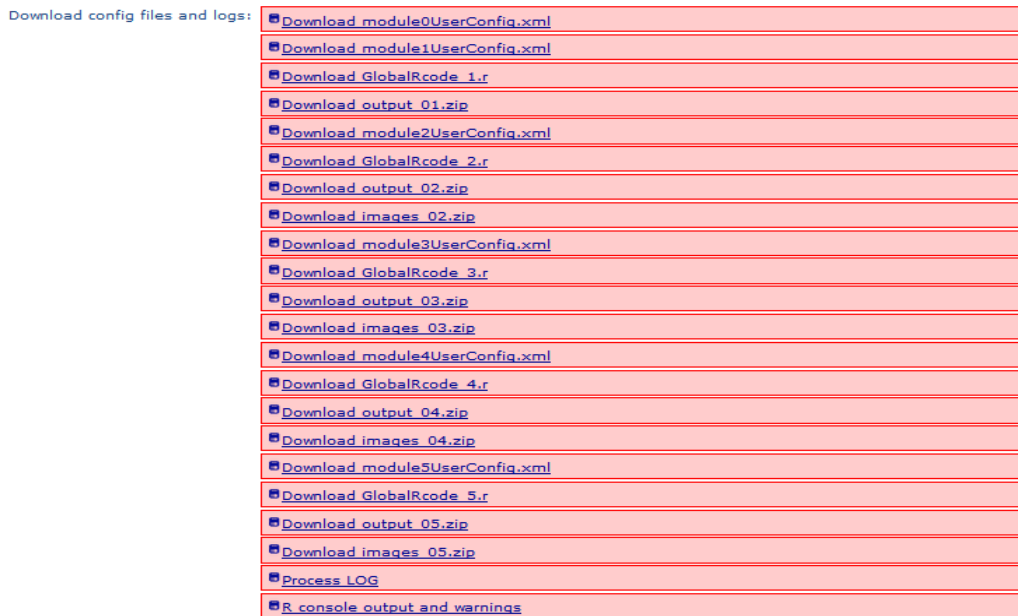 Download config files and logs:
Download module0UserConfig.xml
Download module1UserConfig.xml
Download GlobalRcode_1.r
Download output_01.zip
Download module2UserConfig.xml
Download GlobalRcode_2.r
Download output_02.zip
Download images_02.zip
Download module3UserConfig.xml
Download GlobalRcode_3.r
Download output_03.zip
Download images_03.zip
Download module4UserConfig.xml
Download GlobalRcode_4.r
Download output_04.zip
Download images_04.zip
Download module5UserConfig.xml
Download GlobalRcode_5.r
Download output_05.zip
Download images_05.zip
Process LOG
R console output and warnings